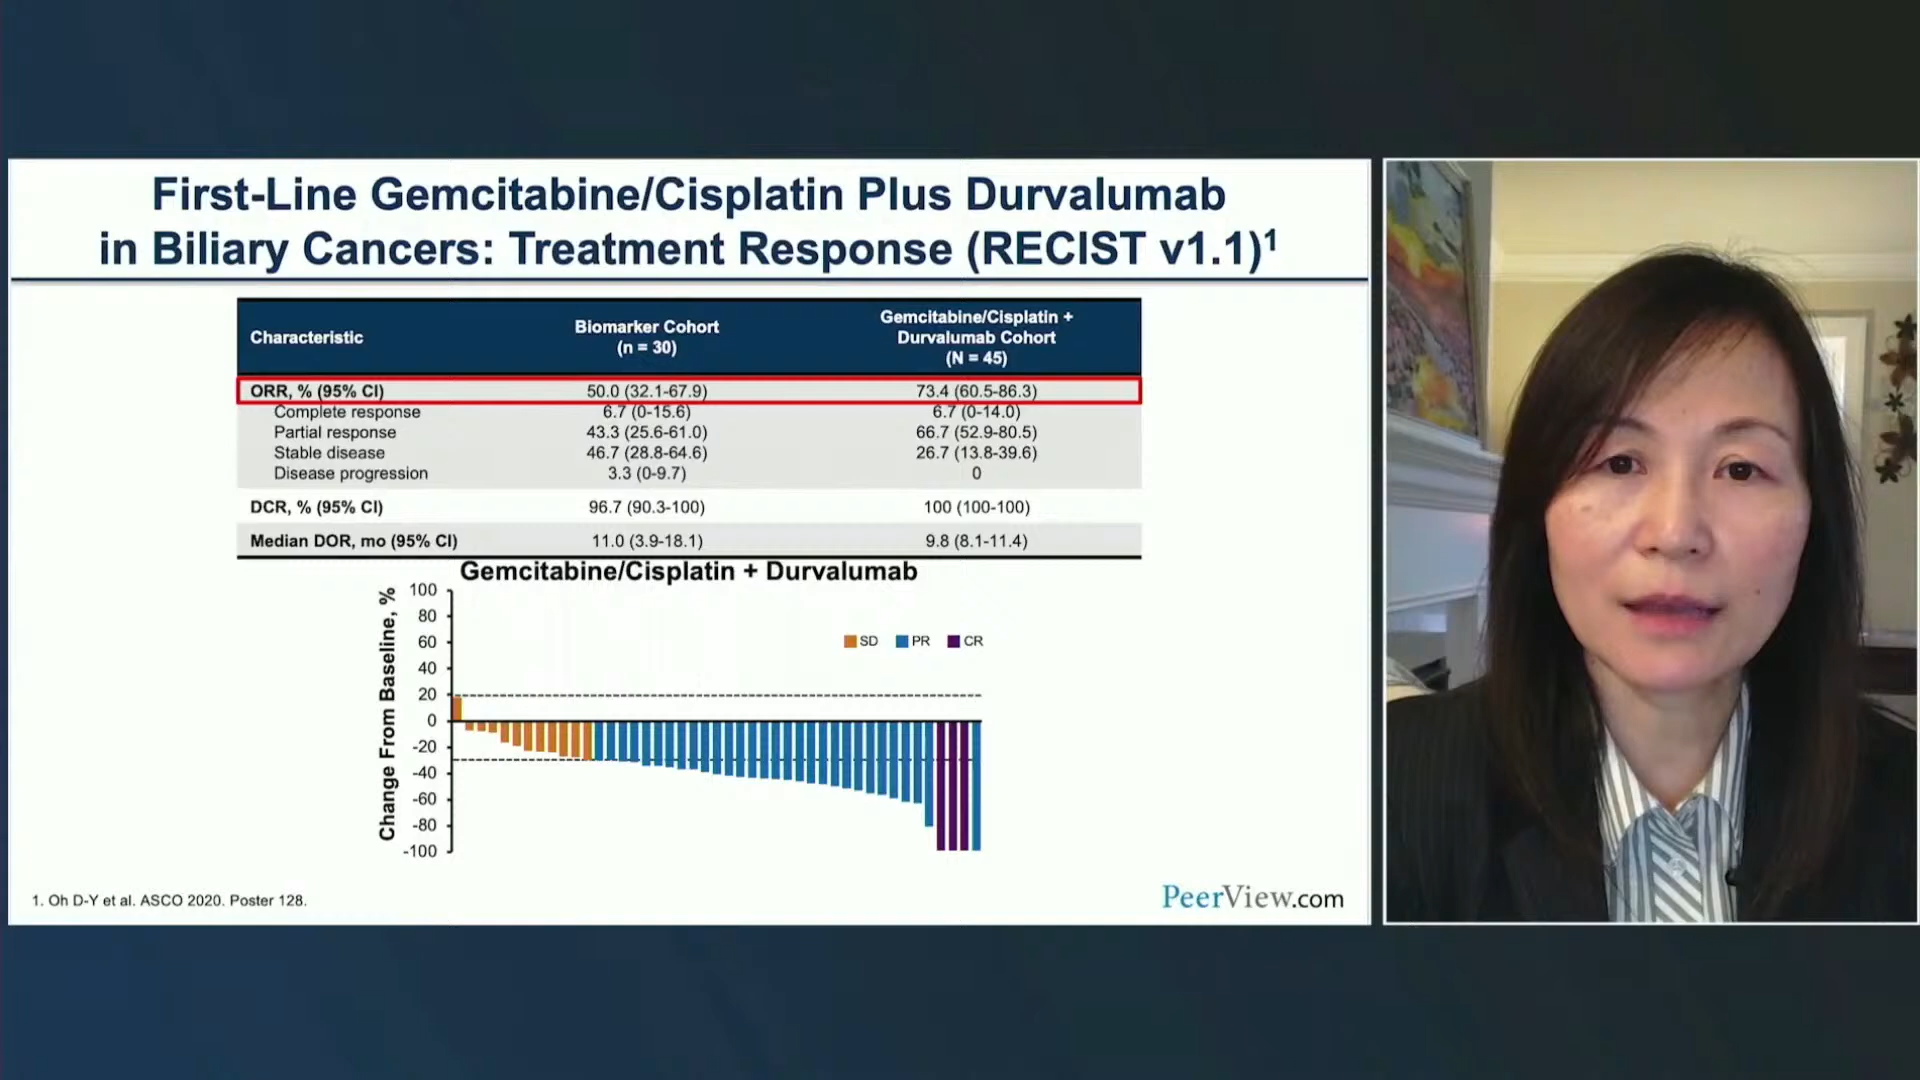 First-Line Gemcitabine/Cisplatin Plus Durvalumab
in Biliary Cancers: Treatment Response (RECIST v1.1)¹
Characteristic
Biomarker Cohort
(n = 30)
Gemcitabine/Cisplatin +
Durvalumab Cohort
(N = 45)
ORR, % (95% CI) 50.0 (32.1-67.9) 73.4 (60.5-86.3)
Complete response 6.7 (0-15.6) 6.7 (0-14.0)
Partial response 43.3 (25.6-61.0) 66.7 (52.9-80.5)
Stable disease 46.7 (28.8-64.6) 26.7 (13.8-39.6)
Disease progression 3.3 (0-9.7) 0
DCR, % (95% CI) 96.7 (90.3-100) 100 (100-100)
Median DOR, mo (95% CI) 11.0 (3.9-18.1) 9.8 (8.1-11.4)
Gemcitabine/Cisplatin + Durvalumab
Change From Baseline, %
100
80
60
40
20
0
-20
-40
-60
-80
-100
SD PR CR
1. Oh D-Y et al. ASCO 2020. Poster 128.
PeerView.com